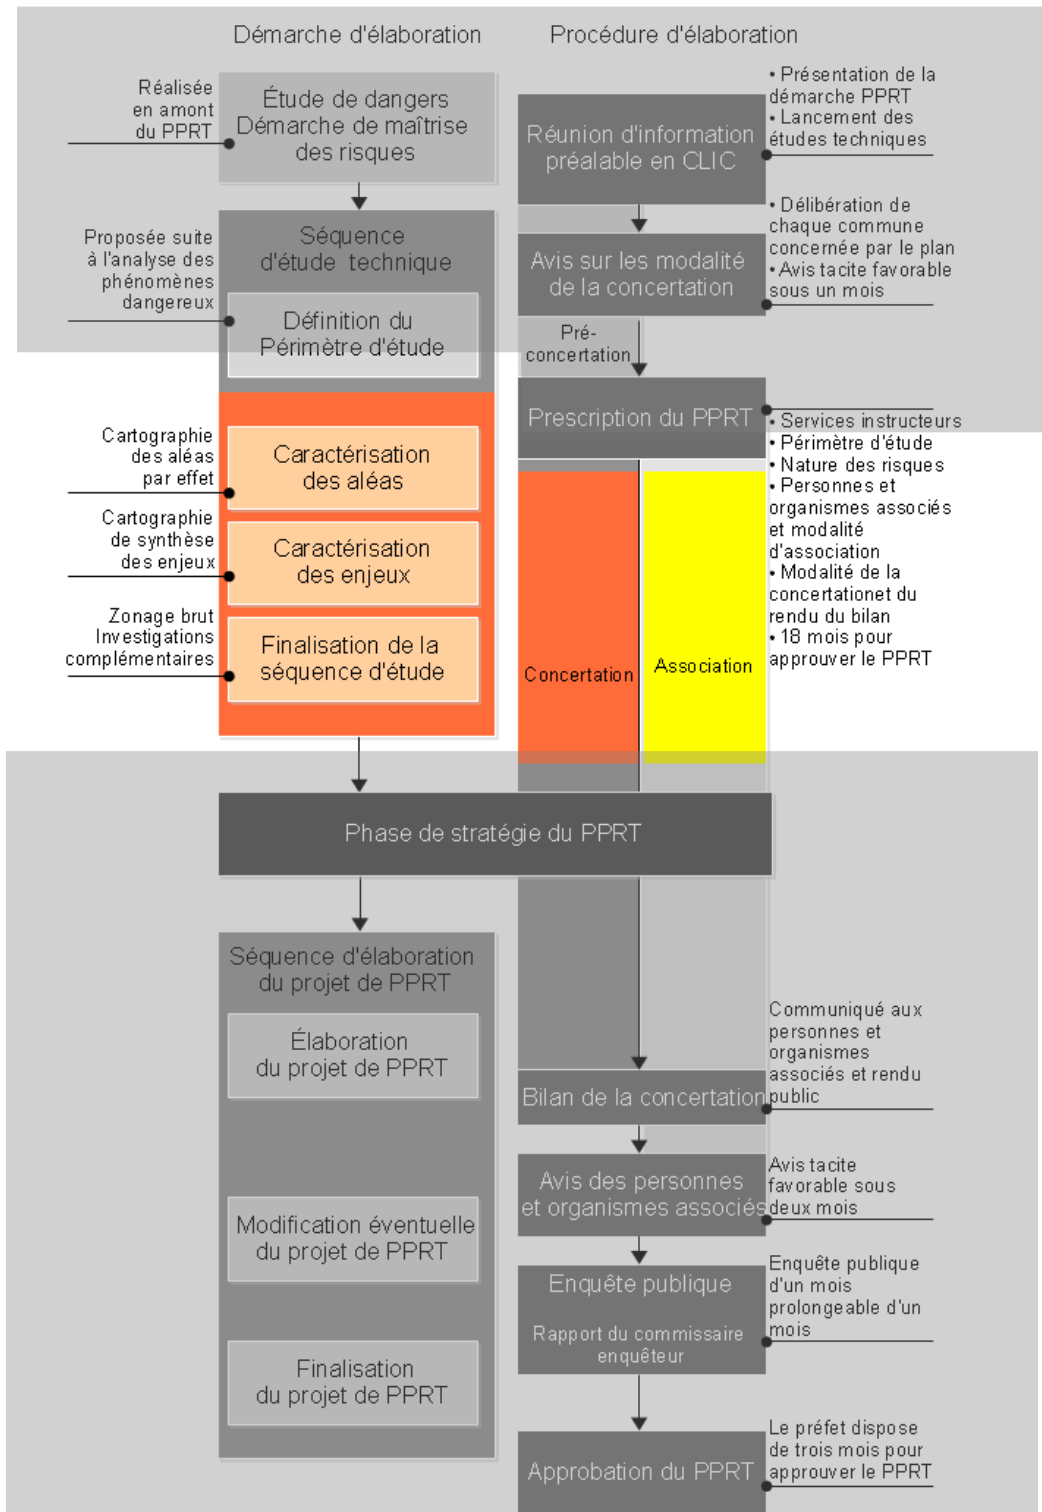 Démarche d'élaboration
Procédure d'élaboration
Réalisée
en amont
du PPRT
Étude de dangers
Démarche de maîtrise
des risques
Réunion d'information
préalable en CLIC
• Présentation de la
démarche PPRT
• Lancement des
études techniques
Proposée suite
à l'analyse des
phénomènes
dangereux
Séquence
d'étude technique
Définition du
Périmètre d'étude
Avis sur les modalité
de la concertation
• Délibération de
chaque commune
concernée par le plan
• Avis tacite favorable
sous un mois
Pré-
concertation
Prescription du PPRT
• Services instructeurs
• Périmètre d'étude
• Nature des risques
• Personnes et
organismes associés
et modalité
d'association
• Modalité de la
concertationet du
rendu du bilan
• 18 mois pour
approuver le PPRT
Cartographie
des aléas
par effet
Caractérisation
des aléas
Cartographie
de synthèse
des enjeux
Caractérisation
des enjeux
Zonage brut
Investigations
complémentaires
Finalisation de la
séquence d'étude
Concertation
Association
Phase de stratégie du PPRT
Séquence d'élaboration
du projet de PPRT
Élaboration
du projet de PPRT
Modification éventuelle
du projet de PPRT
Finalisation
du projet de PPRT
Bilan de la concertation
Communiqué aux
personnes et
organismes
associés et rendu
public
Avis des personnes
et organismes associés
Avis tacite
favorable sous
deux mois
Enquête publique
Rapport du commissaire
enquêteur
Enquête publique
d'un mois
prolongeable d'un
mois
Approbation du PPRT
Le préfet dispose
de trois mois pour
approuver le PPRT